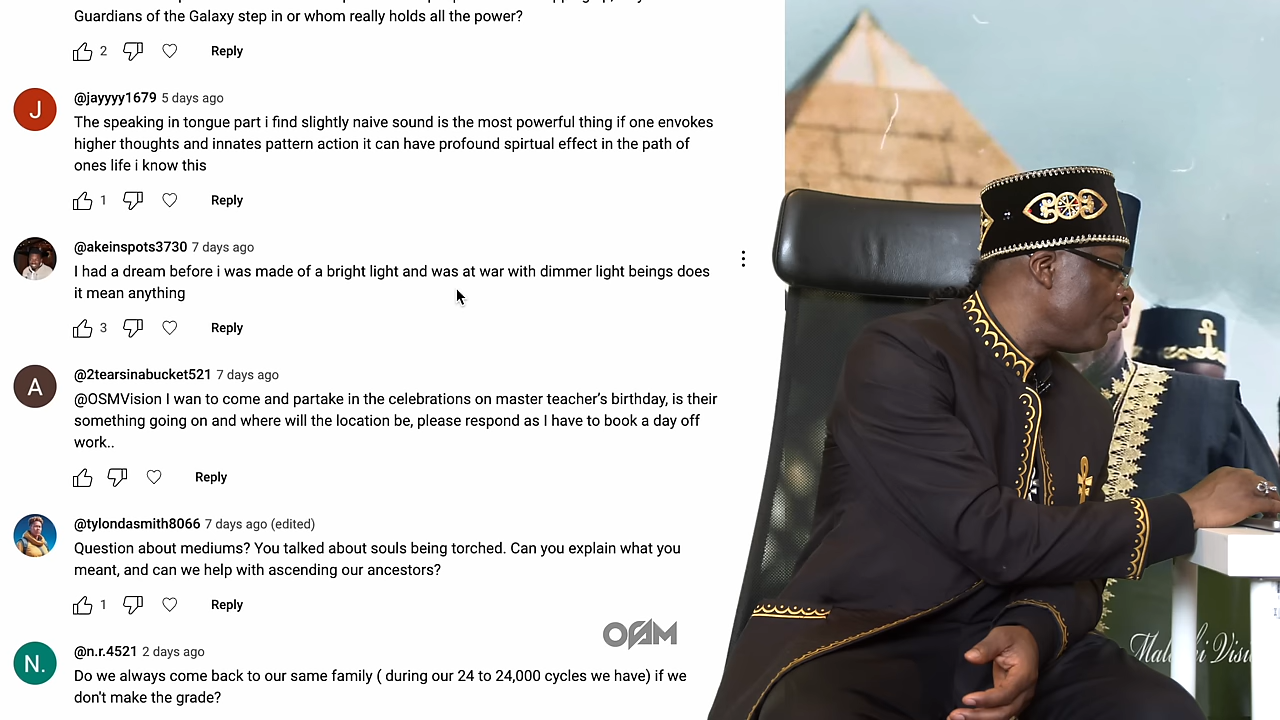 Guardians of the Galaxy step in or whom really holds all the power?
2 Reply
J
@jayyyy1679 5 days ago
The speaking in tongue part i find slightly naive sound is the most powerful thing if one envokes
higher thoughts and innates pattern action it can have profound spirtual effect in the path of
ones life i know this
1 Reply
@akeinspots3730 7 days ago
I had a dream before i was made of a bright light and was at war with dimmer light beings does
it mean anything
3 Reply
A
@2tearsinabucket521 7 days ago
@OSMVision I wan to come and partake in the celebrations on master teacher’s birthday, is their
something going on and where will the location be, please respond as I have to book a day off
work..
Reply
@tylondasmith8066 7 days ago (edited)
Question about mediums? You talked about souls being torched. Can you explain what you
meant, and can we help with ascending our ancestors?
1 Reply
N.
@n.r.4521 2 days ago
Do we always come back to our same family ( during our 24 to 24,000 cycles we have) if we
don't make the grade?